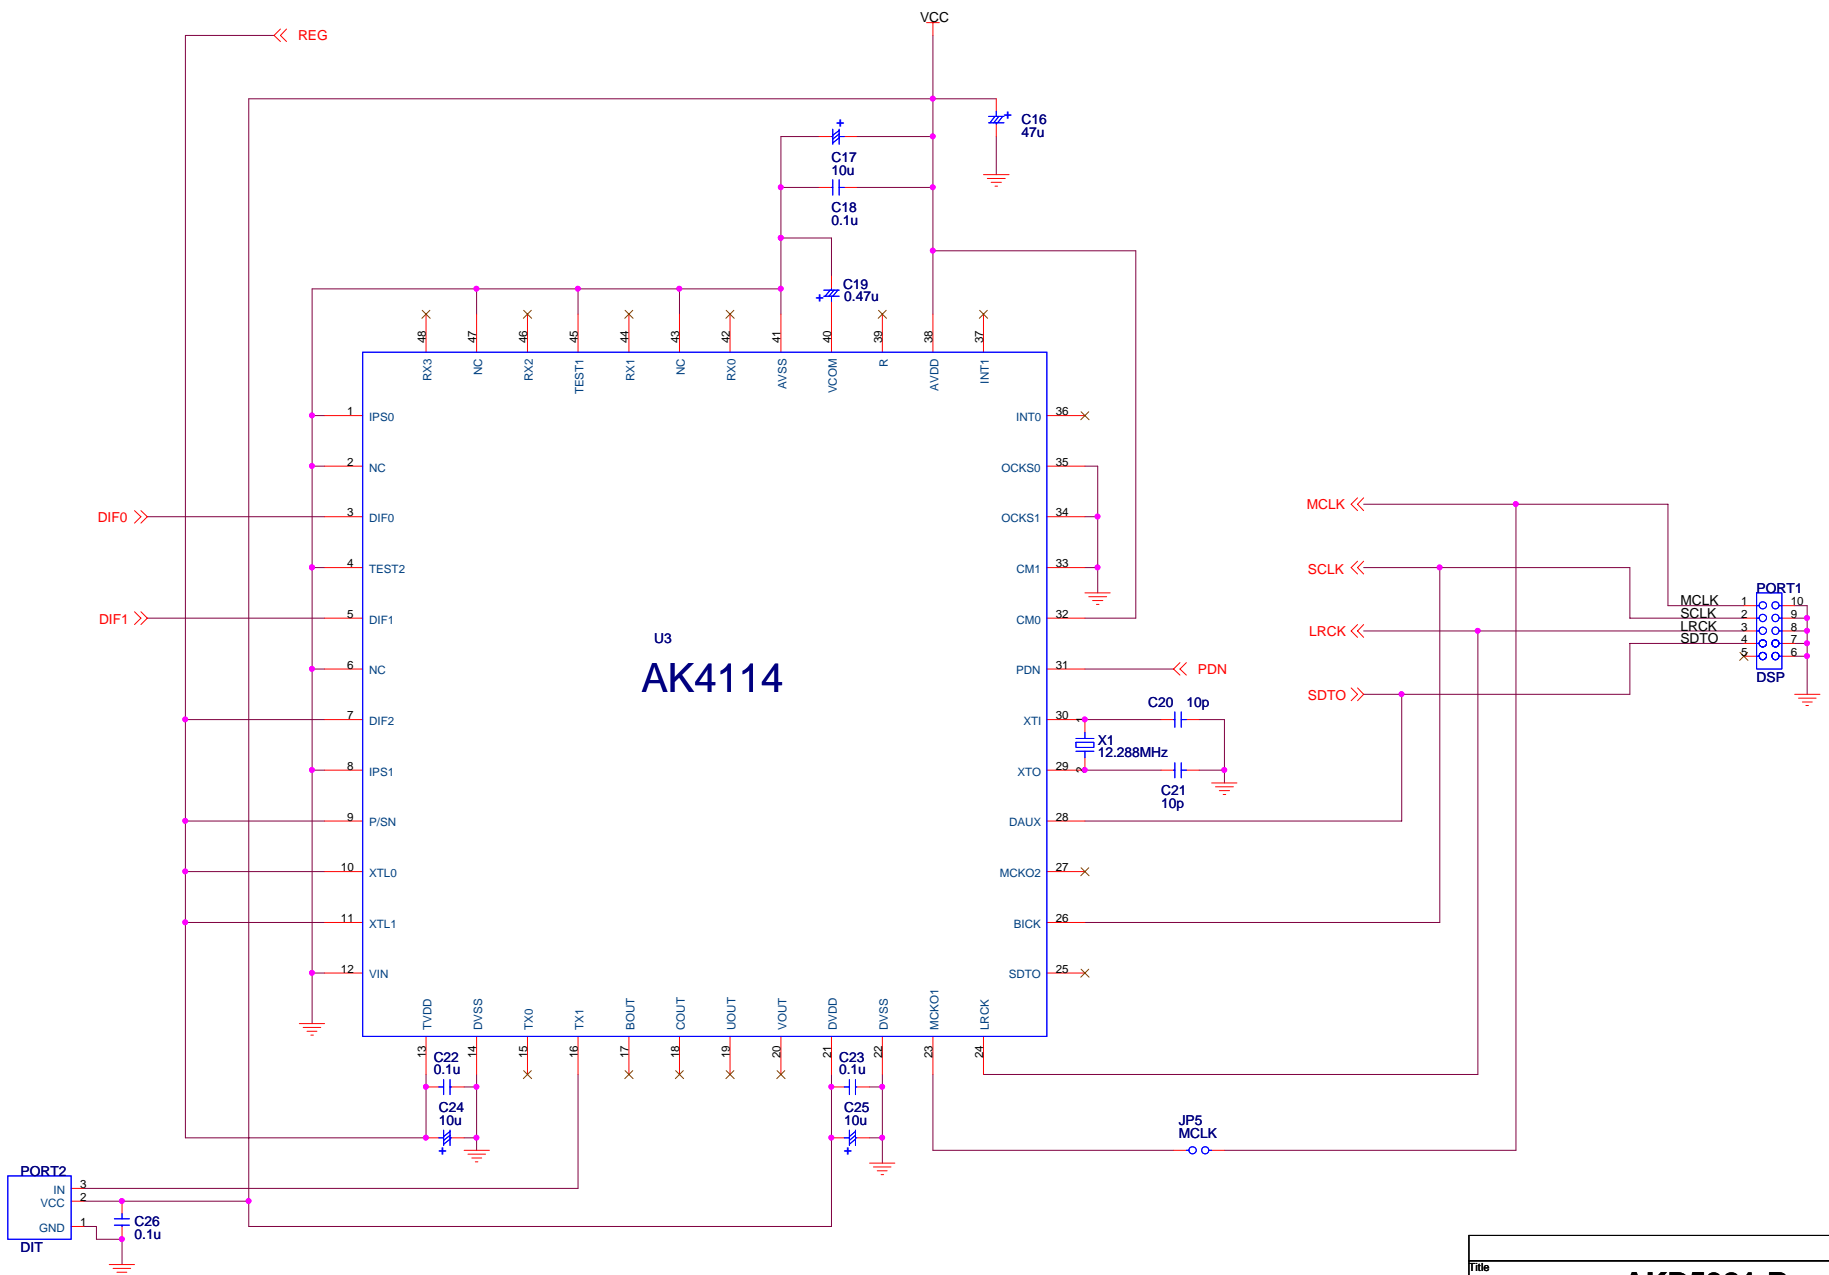 VCC
REG
C16
47u
C17
10u
C18
0.1u
C19
0.47u
48 47 46 45 44 43 42 41 40 39 38 37
RX3 NC RX2 TEST1 RX1 NC RX0 AVSS VCOM R AVDD INT1
1 IPS0
2 NC
DIF0 3 DIF0
4 TEST2
DIF1 5 DIF1
6 NC
7 DIF2
8 IPS1
9 P/SN
10 XTL0
11 XTL1
12 VIN
U3
AK4114
INT0 36
OCKS0 35
OCKS1 34
CM1 33
CM0 32
PDN 31 PDN
XTI 30 1
XTO 29 2
DAUX 28
MCKO2 27
BICK 26
SDTO 25
C20 10p
X1
12.288MHz
C21
10p
MCLK
SCLK
LRCK
SDTO
PORT1
MCLK 1 10
SCLK 2 9
LRCK 3 8
SDTO 4 7
5 6
DSP
TVDD DVSS TX0 TX1 BOUT COUT UOUT VOUT DVDD DVSS MCKO1 LRCK
13 14 15 16 17 18 19 20 21 22 23 24
C22
0.1u
C24
10u
C23
0.1u
C25
10u
JP5
MCLK
PORT2
IN 3
VCC 2
GND 1
DIT
C26
0.1u
Title